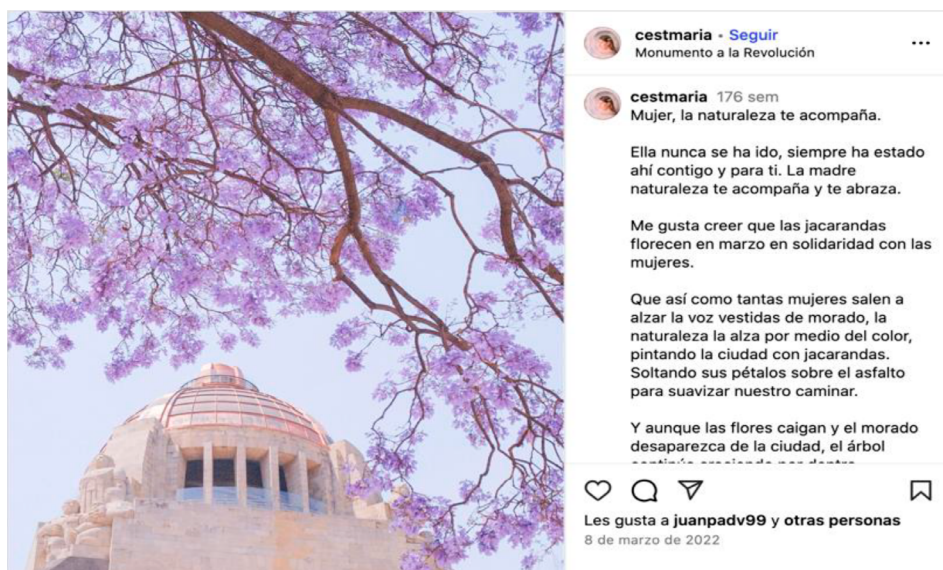 cestmaria • Seguir
Monumento a la Revolución
cestmaria 176 sem
Mujer, la naturaleza te acompaña.
Ella nunca se ha ido, siempre ha estado
ahí contigo y para ti. La madre
naturaleza te acompaña y te abraza.
Me gusta creer que las jacarandas
florecen en marzo en solidaridad con las
mujeres.
Que así como tantas mujeres salen a
alzar la voz vestidas de morado, la
naturaleza la alza por medio del color,
pintando la ciudad con jacarandas.
Soltando sus pétalos sobre el asfalto
para suavizar nuestro caminar.
Y aunque las flores caigan y el morado
desaparezca de la ciudad, el árbol
continúa creciendo por dentro
Les gusta a juanpadv99 y otras personas
8 de marzo de 2022